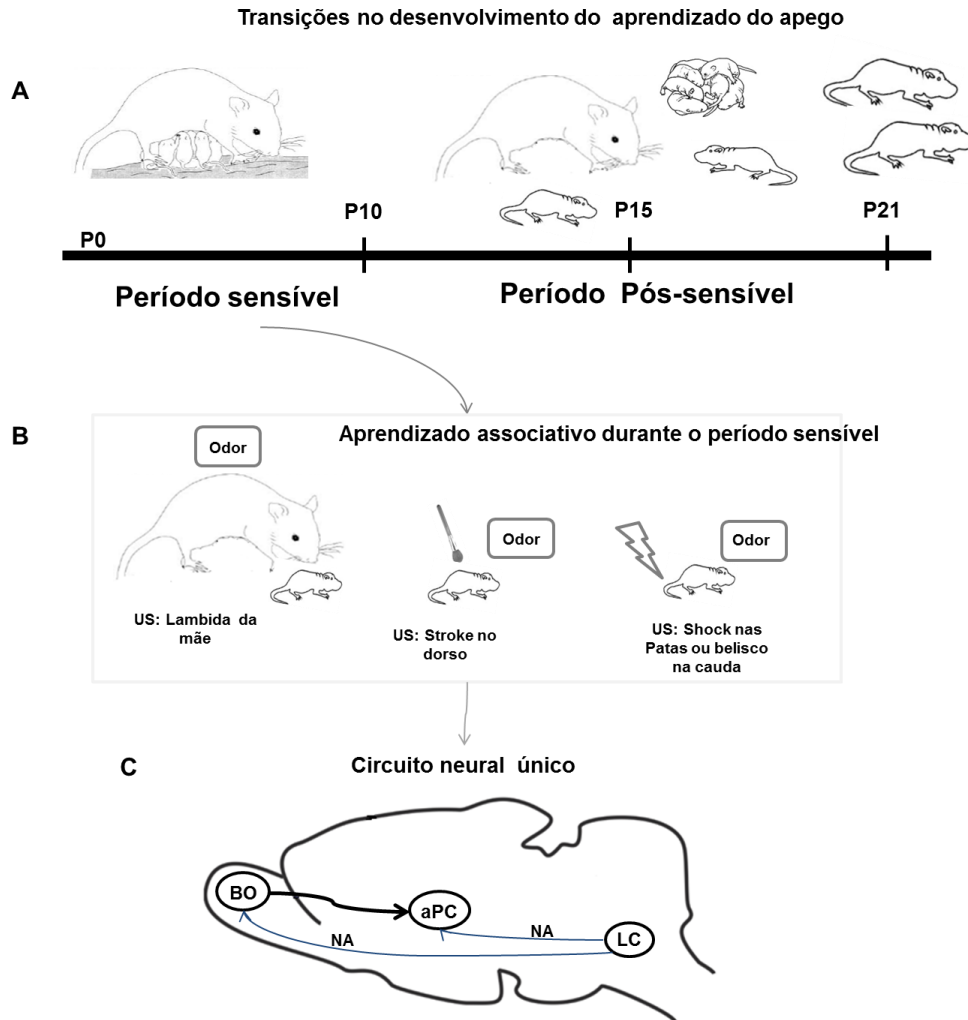 Transições no desenvolvimento do aprendizado do apego
A
P0
P10
P15
P21
Período sensível
Período Pós-sensível
B
Aprendizado associativo durante o período sensível
Odor
Odor
Odor
US: Lambida da
mãe
US: Stroke no
dorso
US: Shock nas
Patas ou belisco
na cauda
C
Circuito neural único
BO
aPC
LC
NA
NA